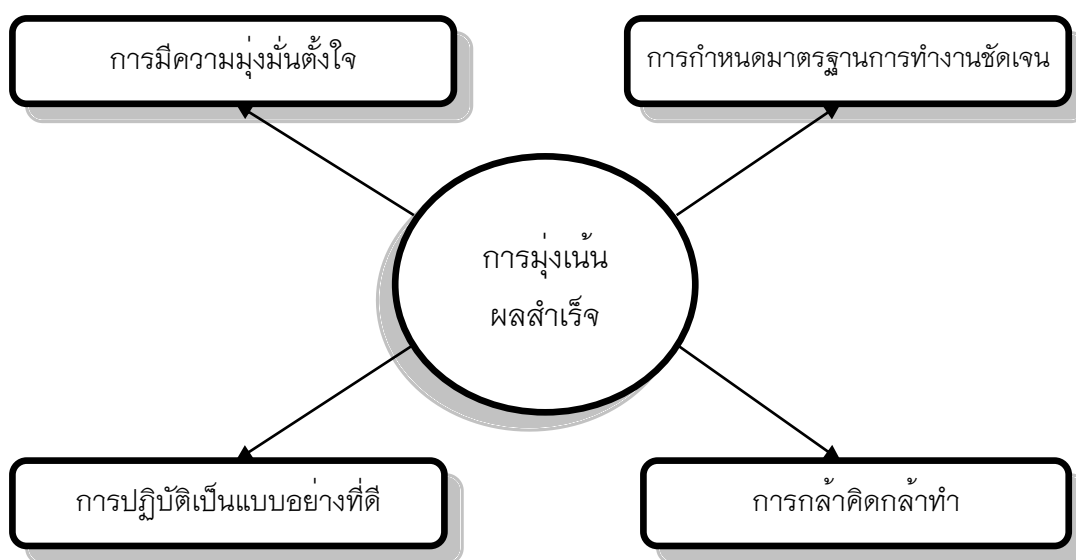 การมีความมุ่งมั่นตั้งใจ
การกำหนดมาตรฐานการทำงานชัดเจน
การมุ่งเน้น
ผลสำเร็จ
การปฏิบัติเป็นแบบอย่างที่ดี
การกล้าคิดกล้าทำ